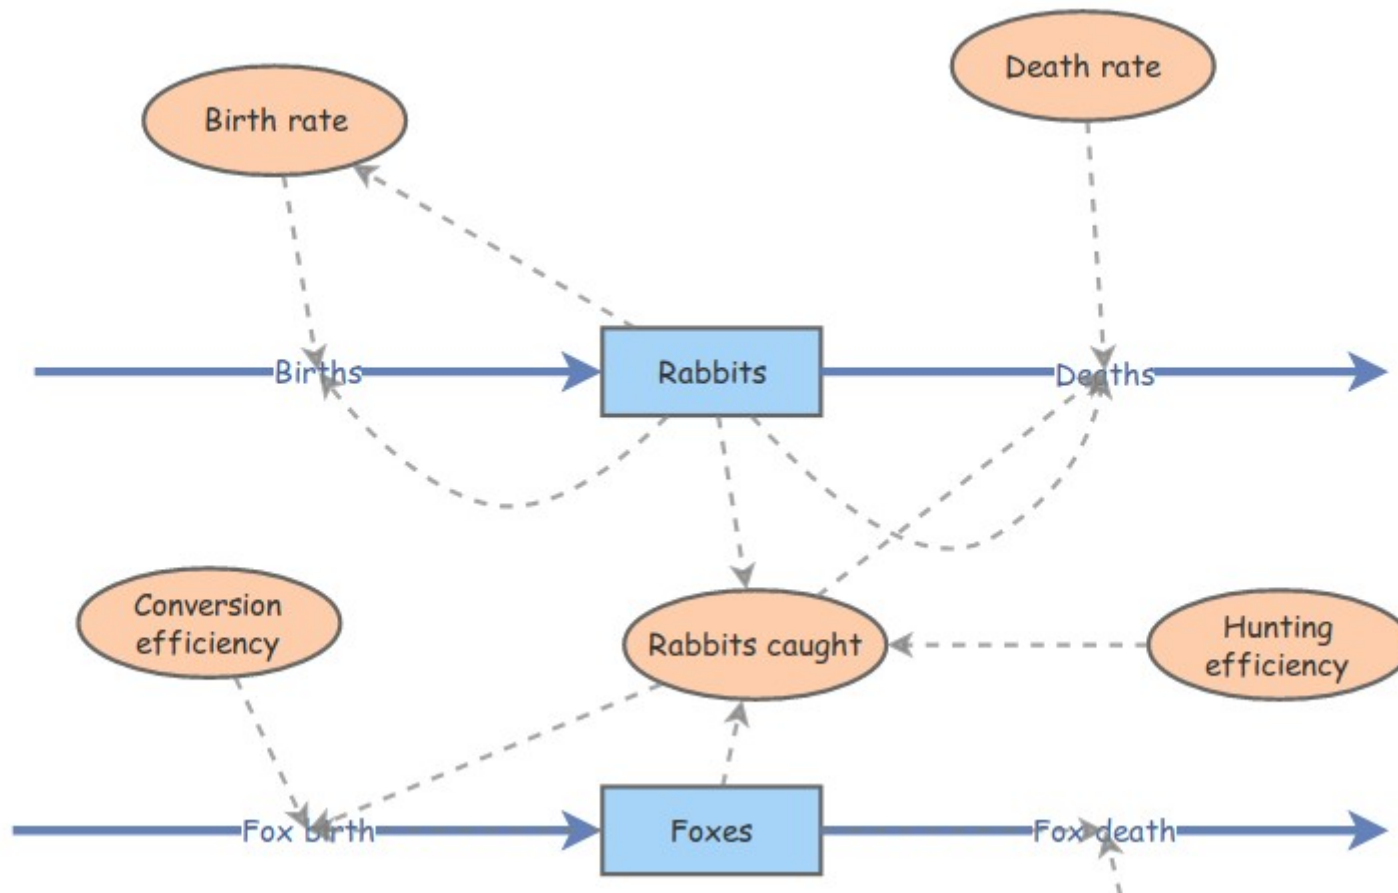 Death rate
Birth rate
Births
Rabbits
Deaths
Conversion
efficiency
Rabbits caught
Hunting
efficiency
Fox birth
Foxes
Fox death